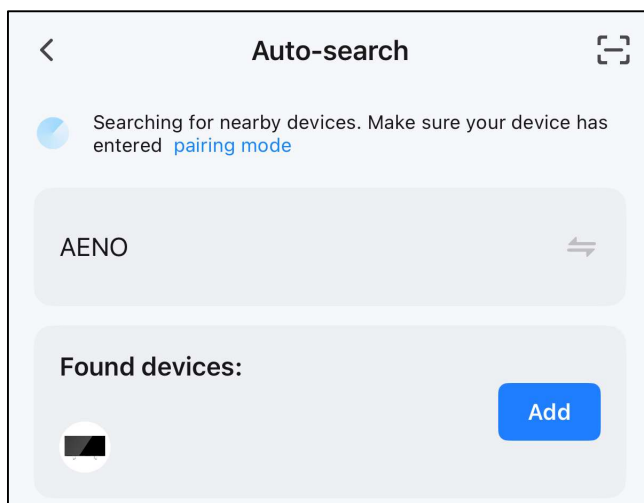 Auto-search
Searching for nearby devices. Make sure your device has
entered pairing mode
AENO
Found devices:
Add